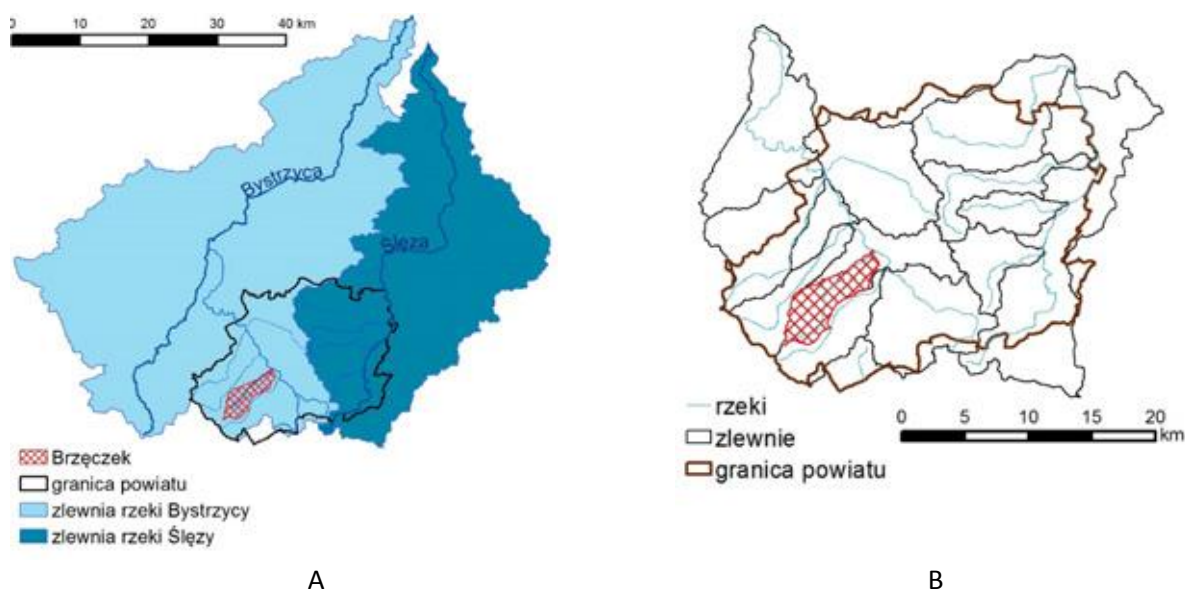 0 10 20 30 40 km
Bystrzyca
Ślęza
Brzęczek
granica powiatu
zlewnia rzeki Bystrzycy
zlewnia rzeki Ślęzy
A
rzeki
zlewnie
granica powiatu
0 5 10 15 20
km
B